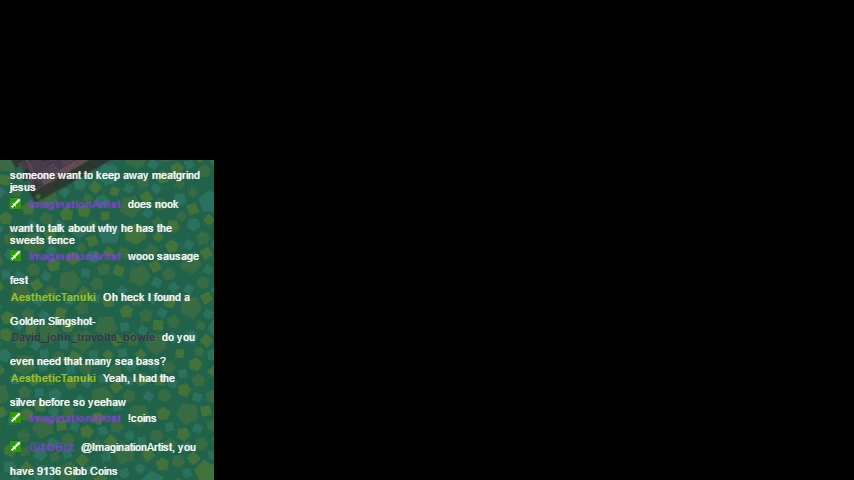 someone want to keep away meatgrind
jesus
ImaginationArtist does nook
want to talk about why he has the
sweets fence
ImaginationArtist wooo sausage
fest
AestheticTanuki Oh heck I found a
Golden Slingshot-
David_john_travolta_bowie do you
even need that many sea bass?
AestheticTanuki Yeah, I had the
silver before so yeehaw
ImaginationArtist !coins
GibbBot @ImaginationArtist, you
have 9136 Gibb Coins